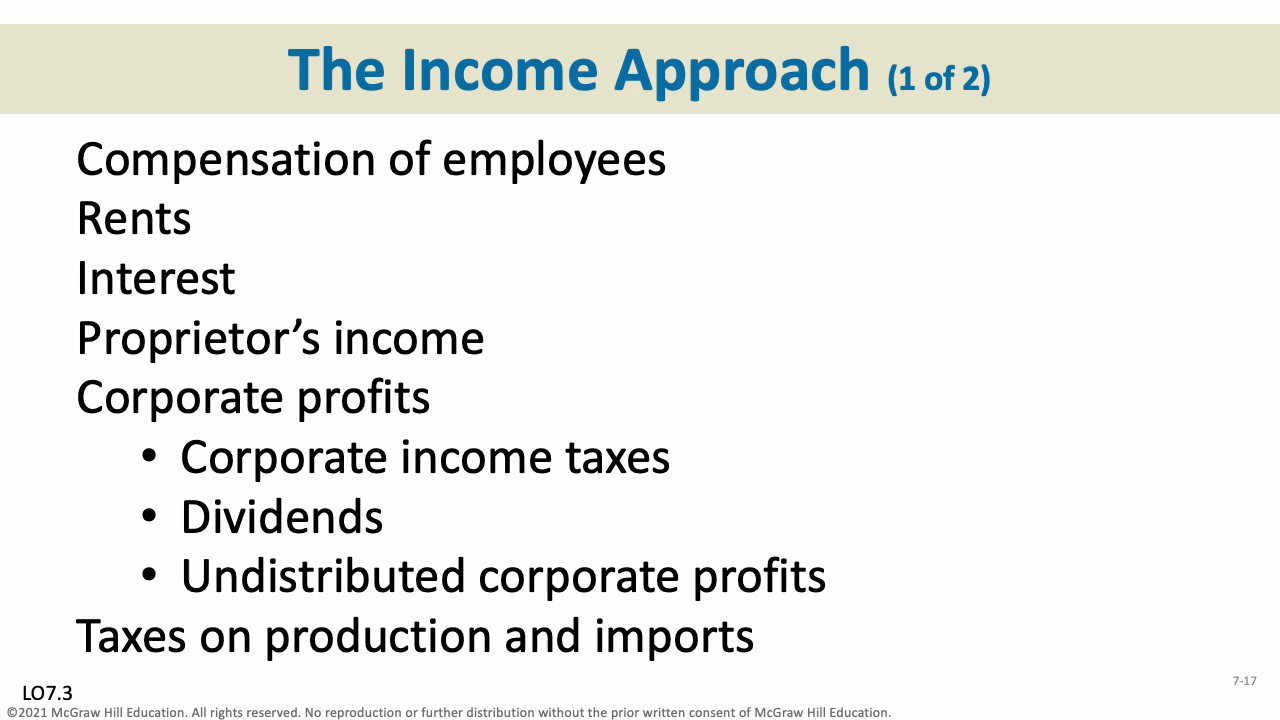 The Income Approach (1 of 2)
Compensation of employees
Rents
Interest
Proprietor’s income
Corporate profits
• Corporate income taxes
• Dividends
• Undistributed corporate profits
Taxes on production and imports
7-17
LO7.3
©2021 McGraw Hill Education. All rights reserved. No reproduction or further distribution without the prior written consent of McGraw Hill Education.